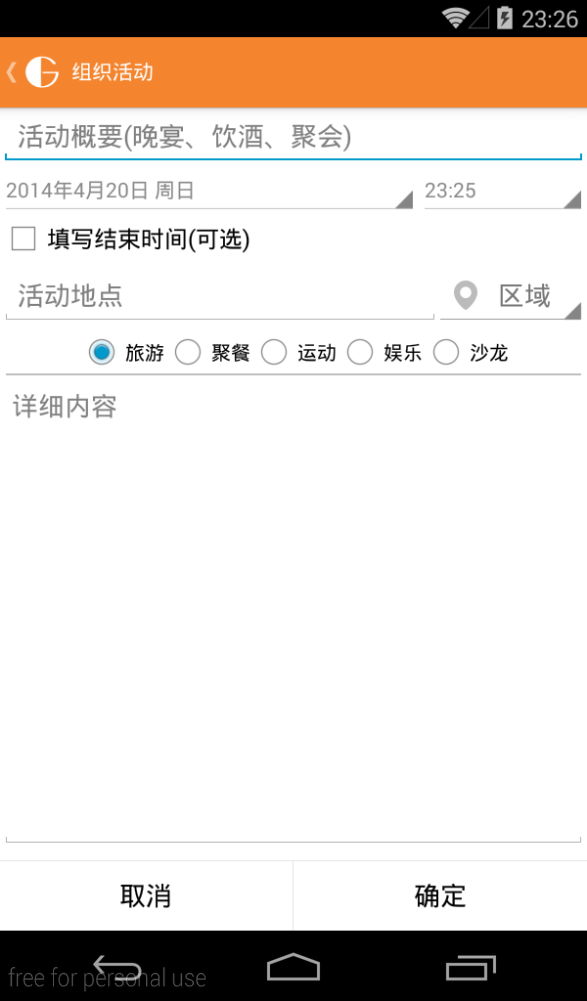 23:26
组织活动
活动概要(晚宴、饮酒、聚会)
2014年4月20日 周日 23:25
填写结束时间(可选)
活动地点 区域
旅游 聚餐 运动 娱乐 沙龙
详细内容
取消 确定
free for personal use